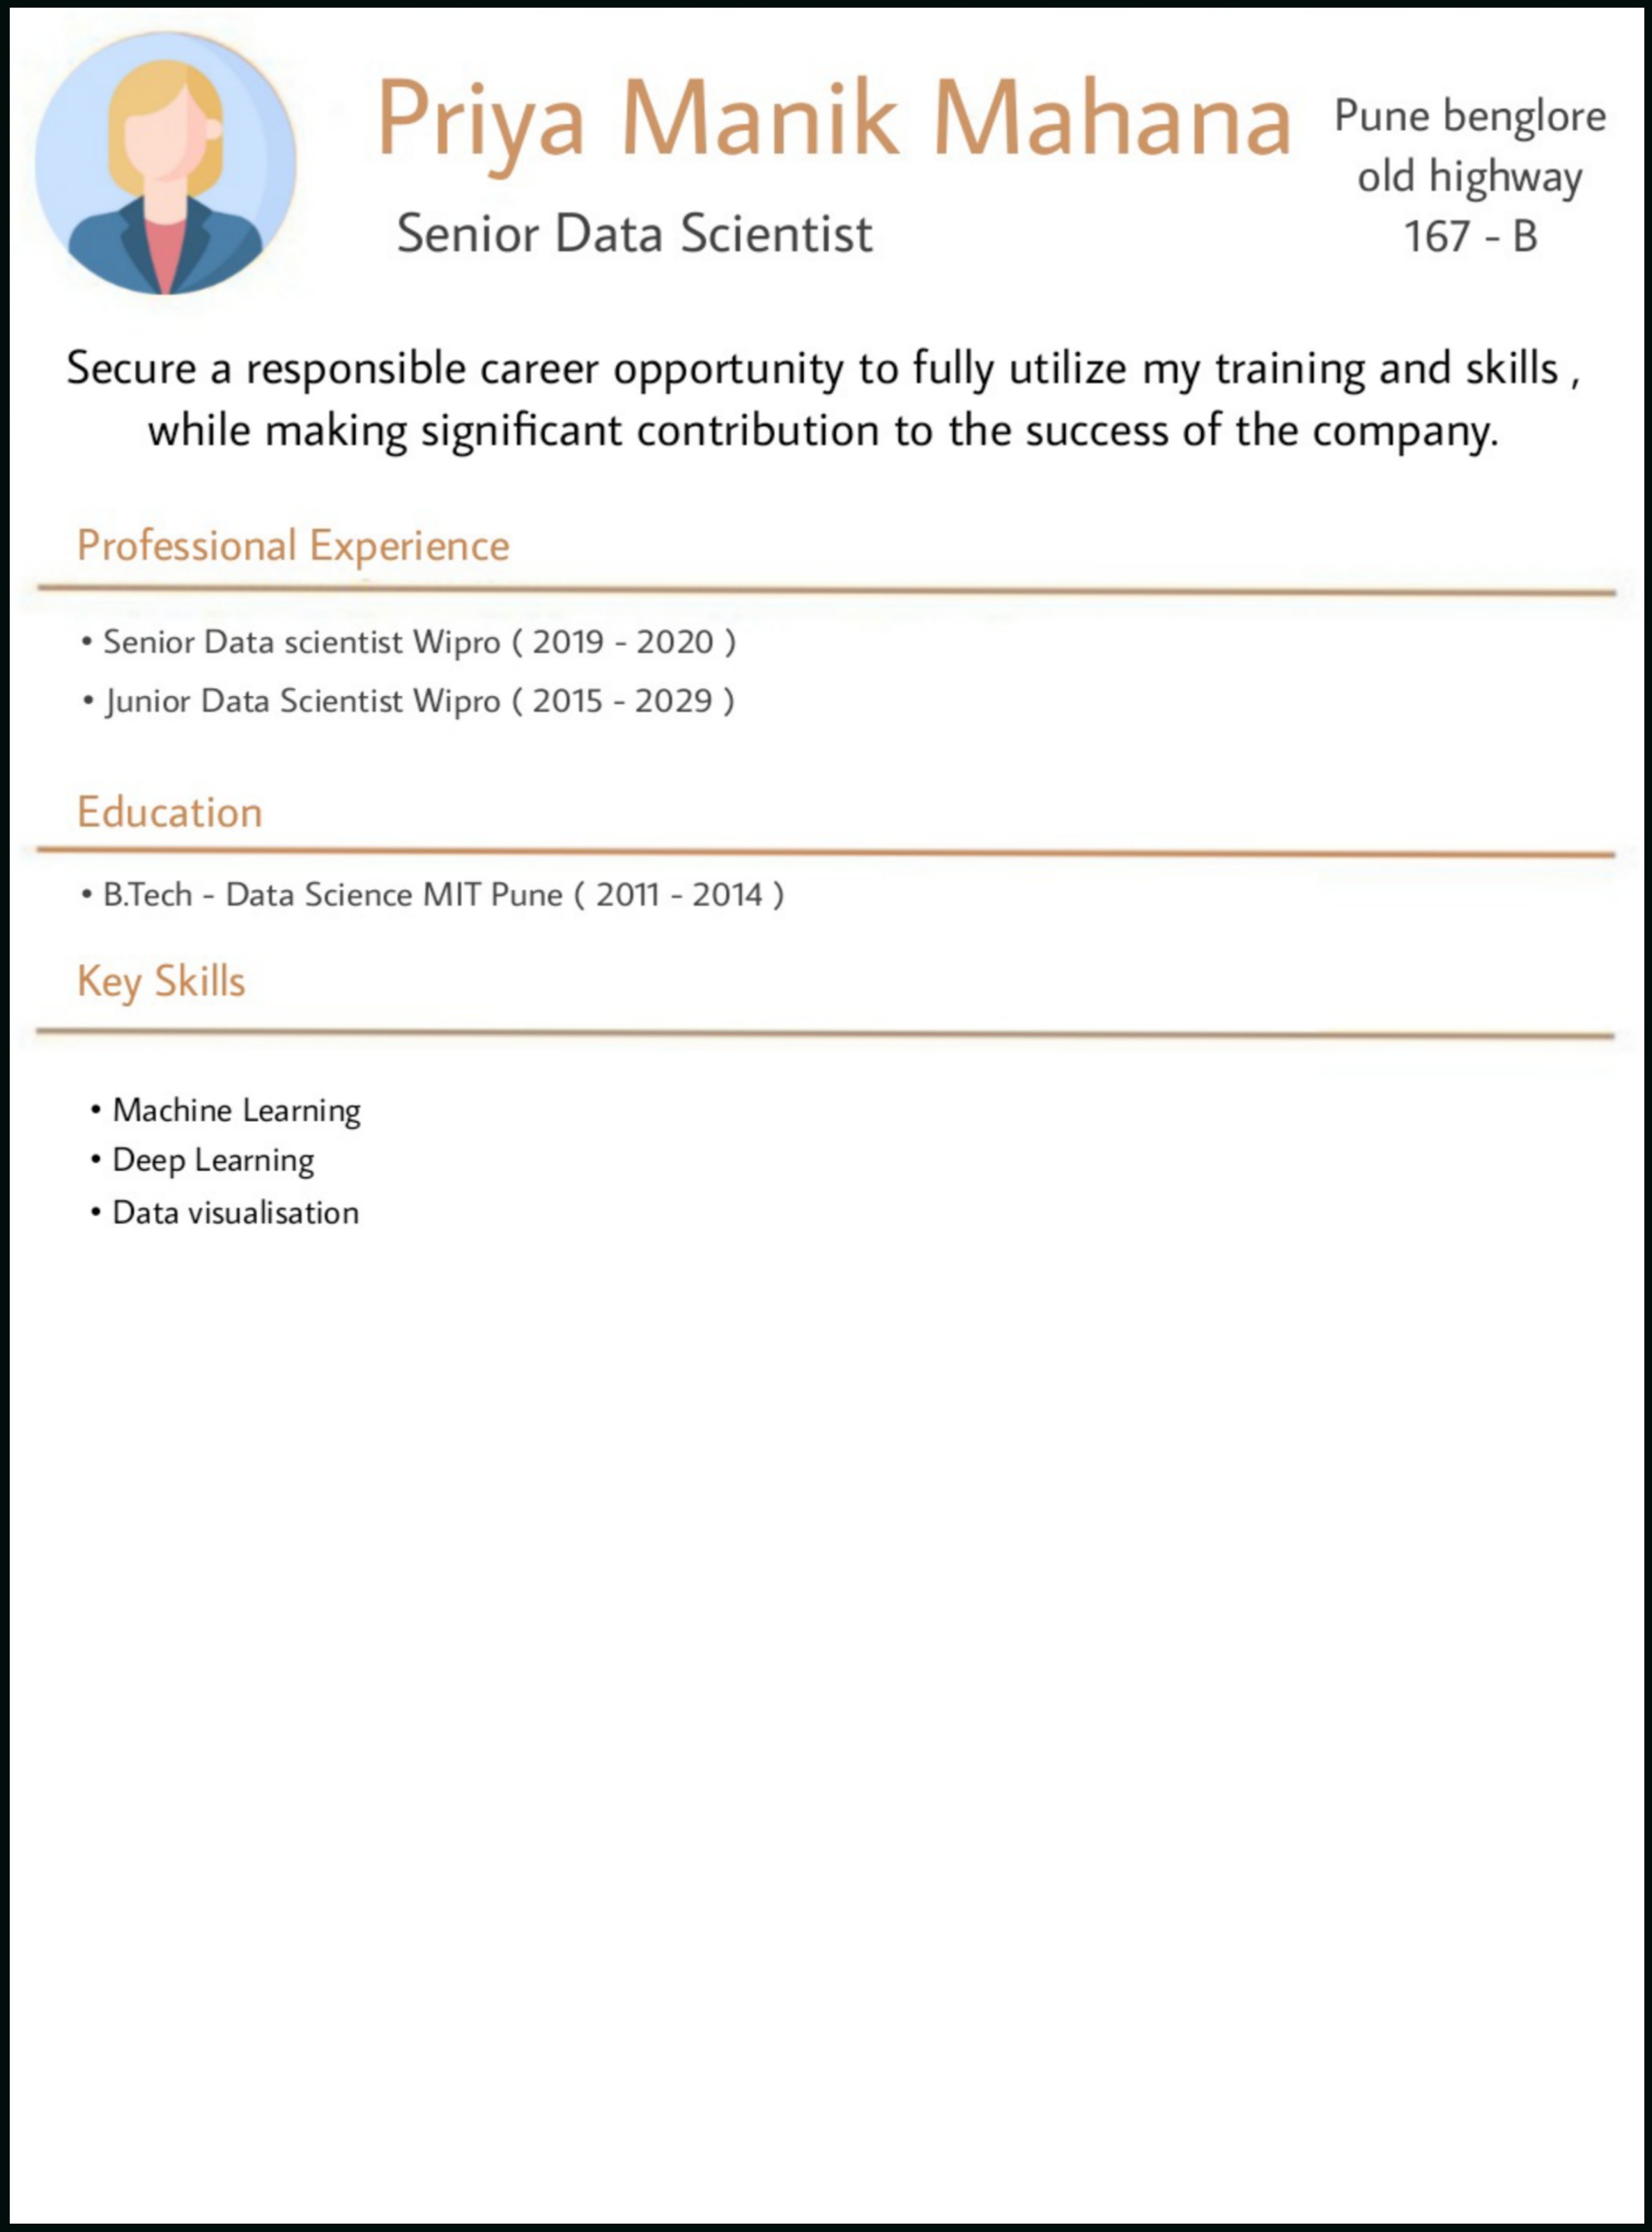 Priya Manik Mahana
Senior Data Scientist
Pune benglore
old highway
167 - B
Secure a responsible career opportunity to fully utilize my training and skills ,
while making significant contribution to the success of the company.
Professional Experience
• Senior Data scientist Wipro ( 2019 - 2020 )
• Junior Data Scientist Wipro ( 2015 - 2029 )
Education
• B.Tech - Data Science MIT Pune ( 2011 - 2014 )
Key Skills
• Machine Learning
• Deep Learning
• Data visualisation